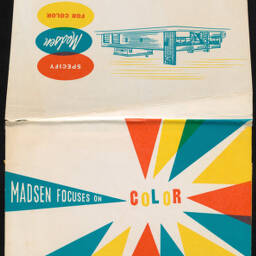 SPECIFY
Madsen
FOR COLOR
MADSEN FOCUSES ON
COLOR